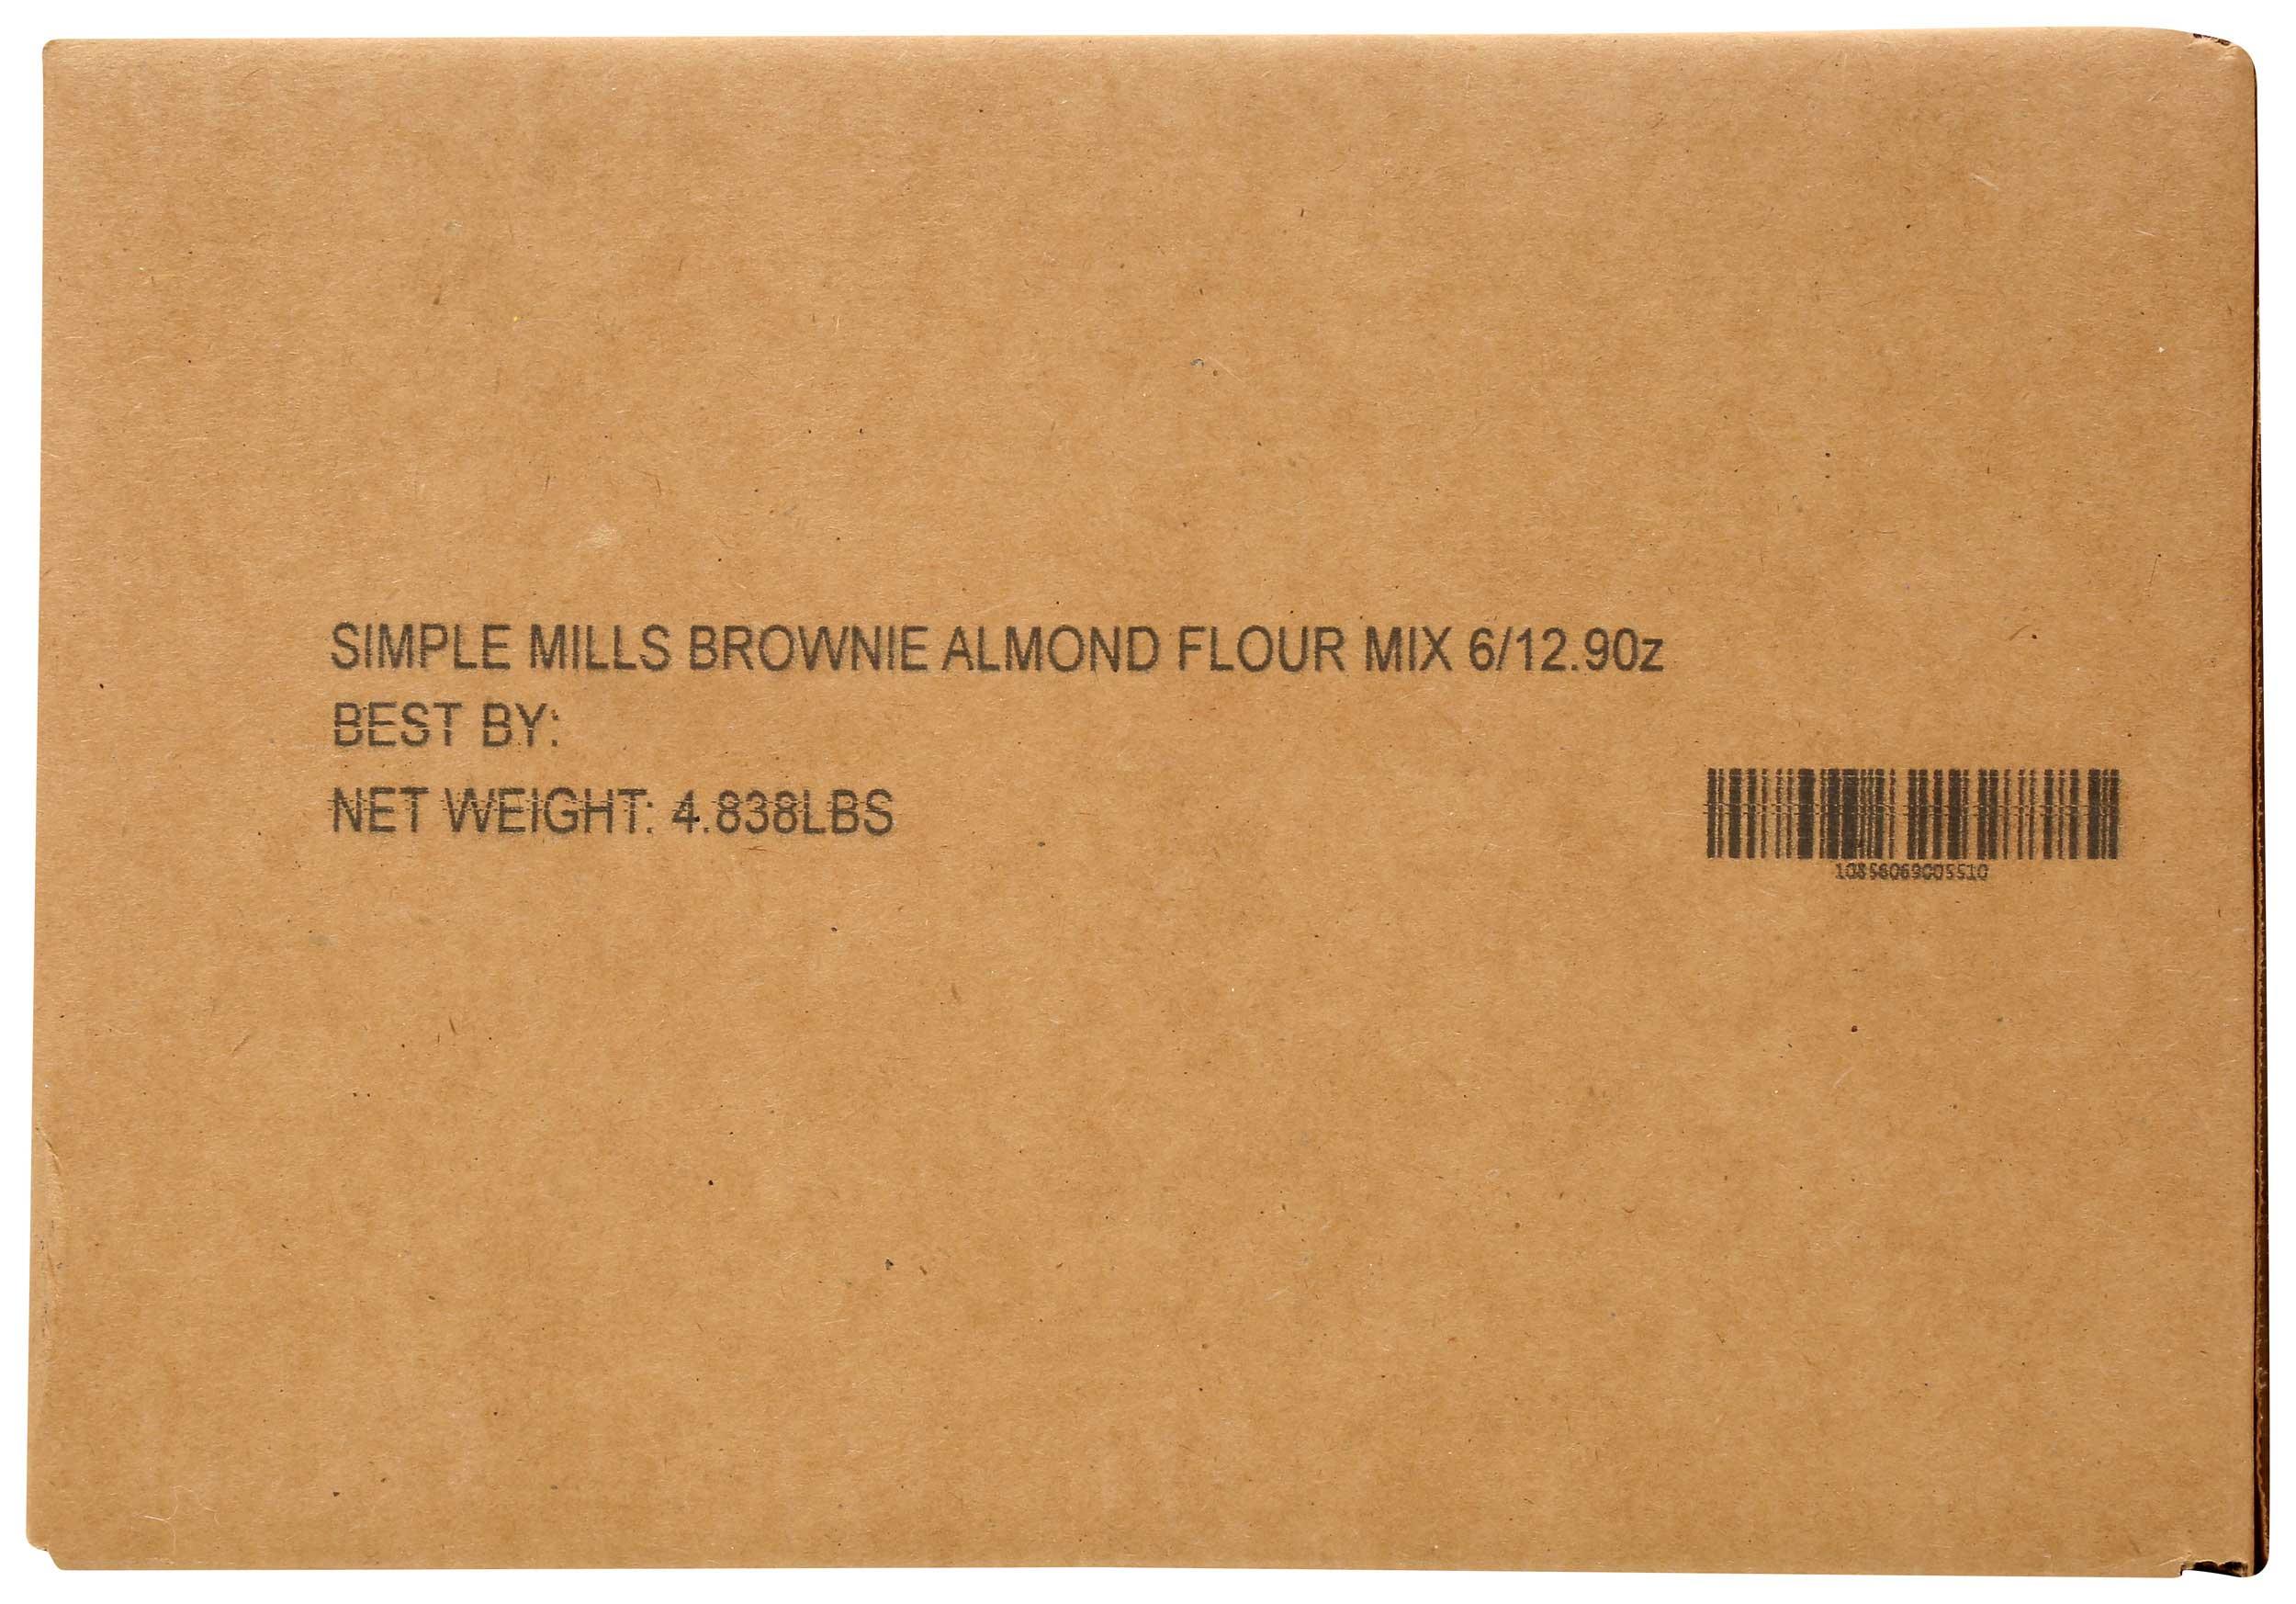 SIMPLE MILLS BROWNIE ALMOND FLOUR MIX 6/12.90z
BEST BY:
NET WEIGHT: 4.838LBS
10856069005510